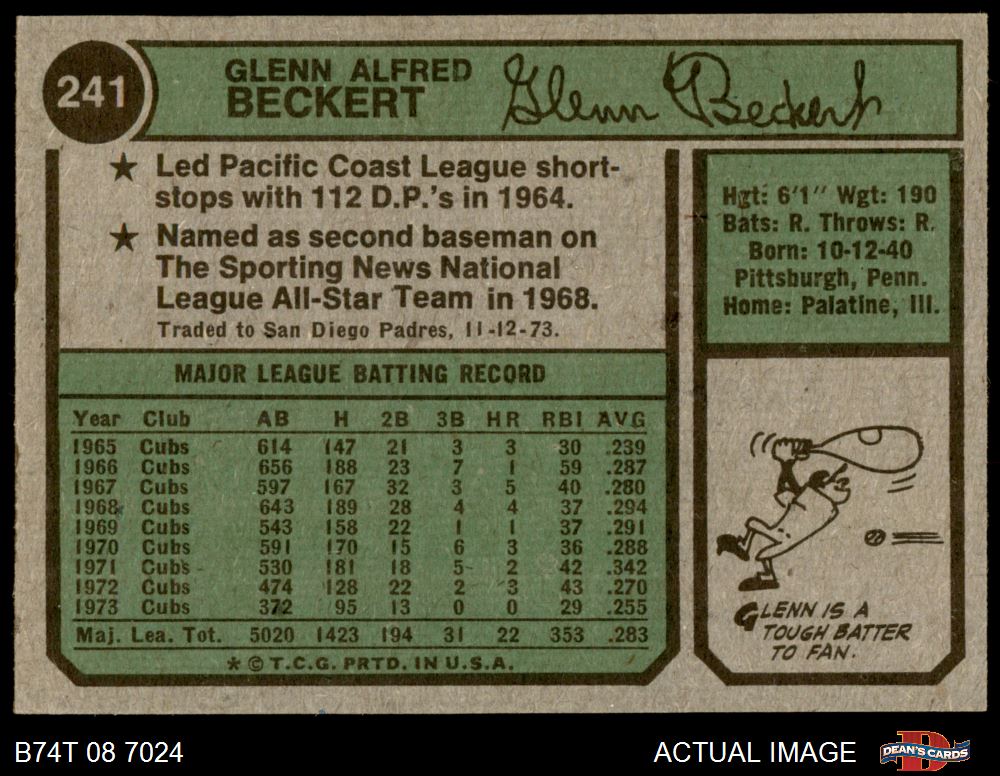 241
GLENN ALFRED
BECKERT
Glenn Beckert
★ Led Pacific Coast League short-
stops with 112 D.P.'s in 1964.
★ Named as second baseman on
The Sporting News National
League All-Star Team in 1968.
Traded to San Diego Padres, 11-12-73.
Hgt: 6'1" Wgt: 190
Bats: R. Throws: R.
Born: 10-12-40
Pittsburgh, Penn.
Home: Palatine, Ill.
MAJOR LEAGUE BATTING RECORD
Year Club AB H 2B 3B HR RBI AVG
1965 Cubs 614 147 21 3 3 30 .239
1966 Cubs 656 188 23 7 1 59 .287
1967 Cubs 597 167 32 3 5 40 .280
1968 Cubs 643 189 28 4 4 37 .294
1969 Cubs 543 158 22 1 1 37 .291
1970 Cubs 591 170 15 6 3 36 .288
1971 Cubs 530 181 18 5 2 42 .342
1972 Cubs 474 128 22 2 3 43 .270
1973 Cubs 372 95 13 0 0 29 .255
Maj. Lea. Tot. 5020 1423 194 31 22 353 .283
* © T.C.G. PRTD. IN U.S.A.
GLENN IS A
TOUGH BATTER
TO FAN.
B74T 08 7024
ACTUAL IMAGE
D
DEAN'S CARDS